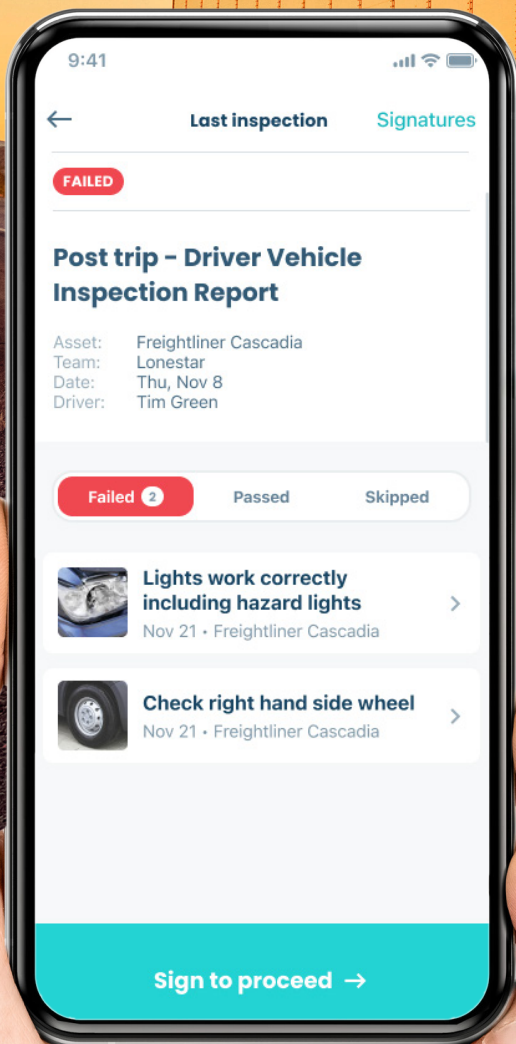 9:41
Last inspection
Signatures
FAILED
Post trip – Driver Vehicle
Inspection Report
Asset: Freightliner Cascadia
Team: Lonestar
Date: Thu, Nov 8
Driver: Tim Green
Failed 2
Passed
Skipped
Lights work correctly
including hazard lights
Nov 21 • Freightliner Cascadia
Check right hand side wheel
Nov 21 • Freightliner Cascadia
Sign to proceed →